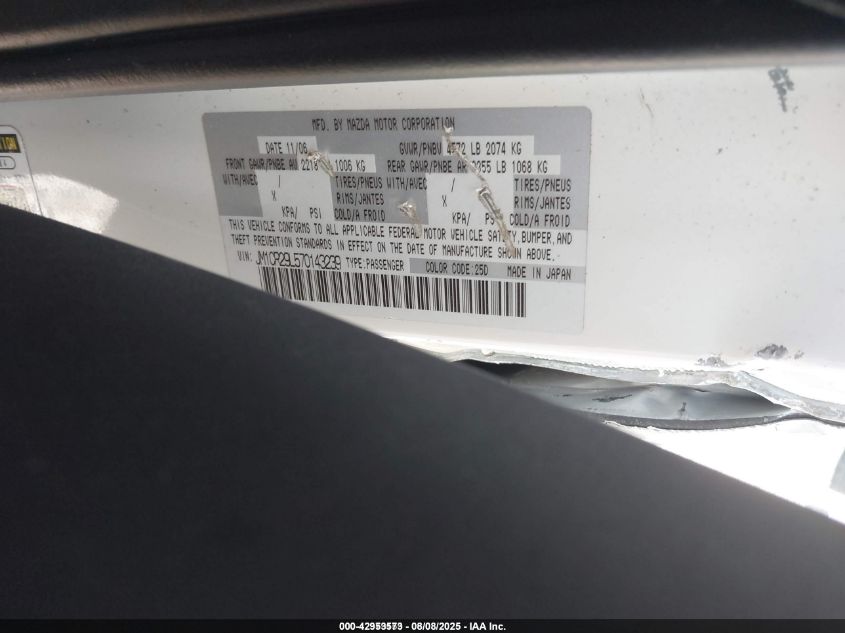 MFD. BY MAZDA MOTOR CORPORATION
DATE 11/06 GVWR/PNBV 4572 LB 2074 KG
FRONT GAWR/PNBE AV 2218 1006 KG REAR GAWR/PNBE AR 2355 LB 1068 KG
WITH/AVEC / TIRES/PNEUS WITH/AVEC / TIRES/PNEUS
X RIMS/JANTES X RIMS/JANTES
KPA/ PSI COLD/A FROID KPA/ PSI COLD/A FROID
THIS VEHICLE CONFORMS TO ALL APPLICABLE FEDERAL MOTOR VEHICLE SAFETY, BUMPER, AND
THEFT PREVENTION STANDARDS IN EFFECT ON THE DATE OF MANUFACTURE SHOWN ABOVE.
VIN: JM1CR29L570143239 TYPE:PASSENGER COLOR CODE:25D MADE IN JAPAN
06/08/2025 - IAA Inc.